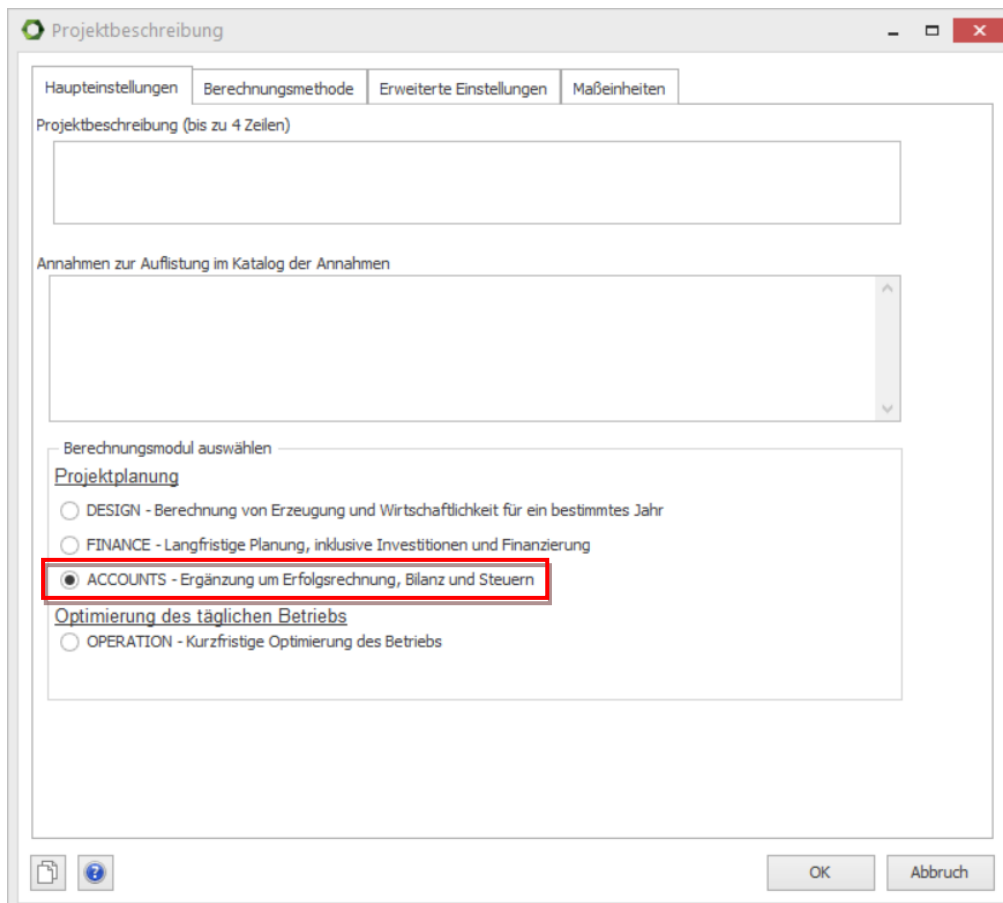 Projektbeschreibung
Haupteinstellungen Berechnungsmethode Erweiterte Einstellungen Maßeinheiten
Projektbeschreibung (bis zu 4 Zeilen)
Annahmen zur Auflistung im Katalog der Annahmen
Berechnungsmodul auswählen
Projektplanung
DESIGN - Berechnung von Erzeugung und Wirtschaftlichkeit für ein bestimmtes Jahr
FINANCE - Langfristige Planung, inklusive Investitionen und Finanzierung
ACCOUNTS - Ergänzung um Erfolgsrechnung, Bilanz und Steuern
Optimierung des täglichen Betriebs
OPERATION - Kurzfristige Optimierung des Betriebs
OK Abbruch